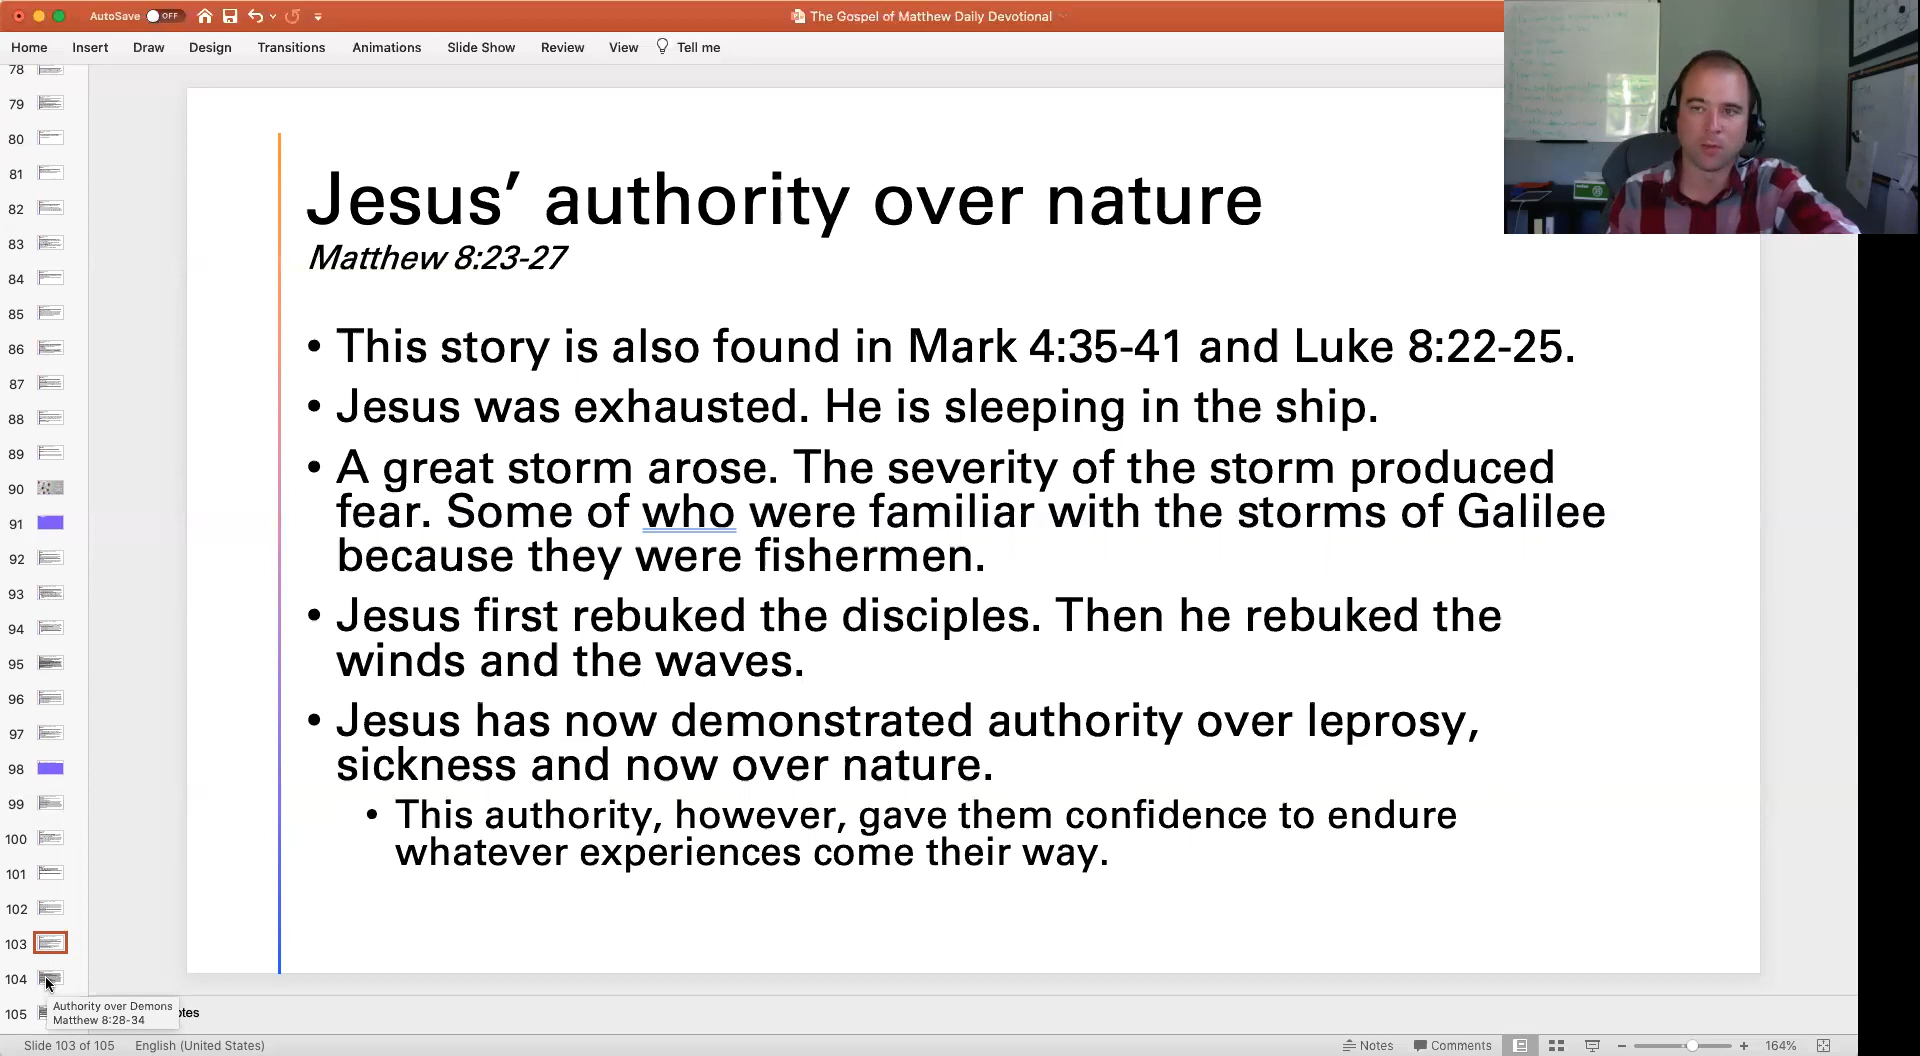 AutoSave OFF
The Gospel of Matthew Daily Devotional
Home Insert Draw Design Transitions Animations Slide Show Review View Tell me
78
79
80
81
82
83
84
85
86
87
88
89
90
91
92
93
94
95
96
97
98
99
100
101
102
103
104
105
Jesus’ authority over nature
Matthew 8:23-27
• This story is also found in Mark 4:35-41 and Luke 8:22-25.
• Jesus was exhausted. He is sleeping in the ship.
• A great storm arose. The severity of the storm produced
fear. Some of who were familiar with the storms of Galilee
because they were fishermen.
• Jesus first rebuked the disciples. Then he rebuked the
winds and the waves.
• Jesus has now demonstrated authority over leprosy,
sickness and now over nature.
• This authority, however, gave them confidence to endure
whatever experiences come their way.
Authority over Demons
Matthew 8:28-34
otes
Slide 103 of 105 English (United States) Notes Comments 164%